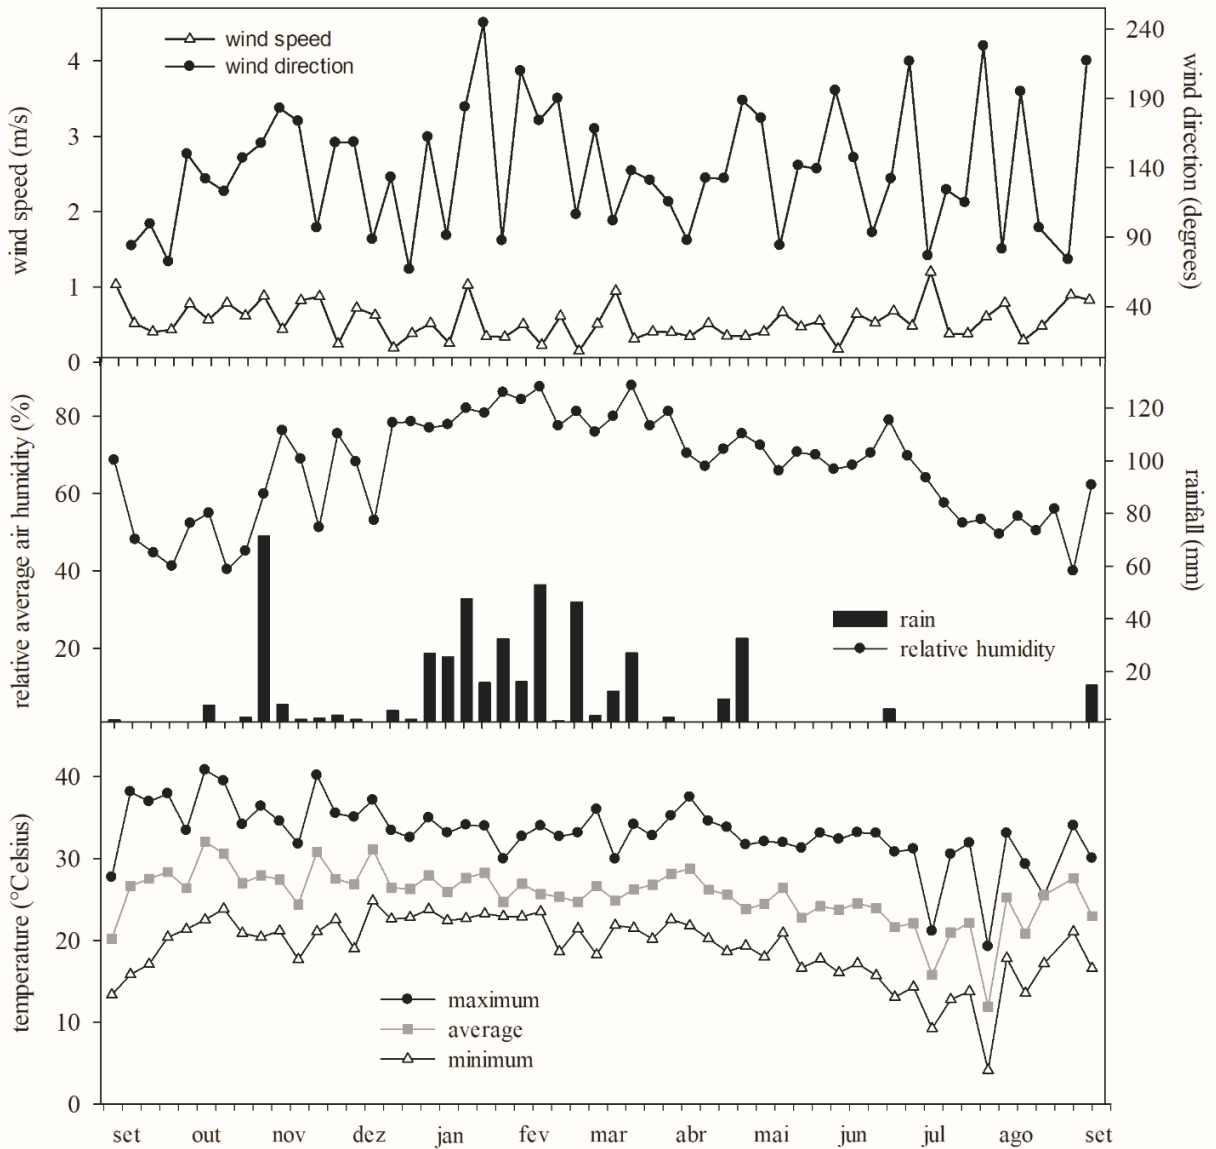 wind speed
wind direction
wind speed (m/s)
4
3
2
1
0
wind direction (degrees)
240
190
140
90
40
relative average air humidity (%)
80
60
40
20
rainfall (mm)
120
100
80
60
40
20
rain
relative humidity
temperature (°Celsius)
40
30
20
10
0
maximum
average
minimum
set out nov dez jan fev mar abr mai jun jul ago set